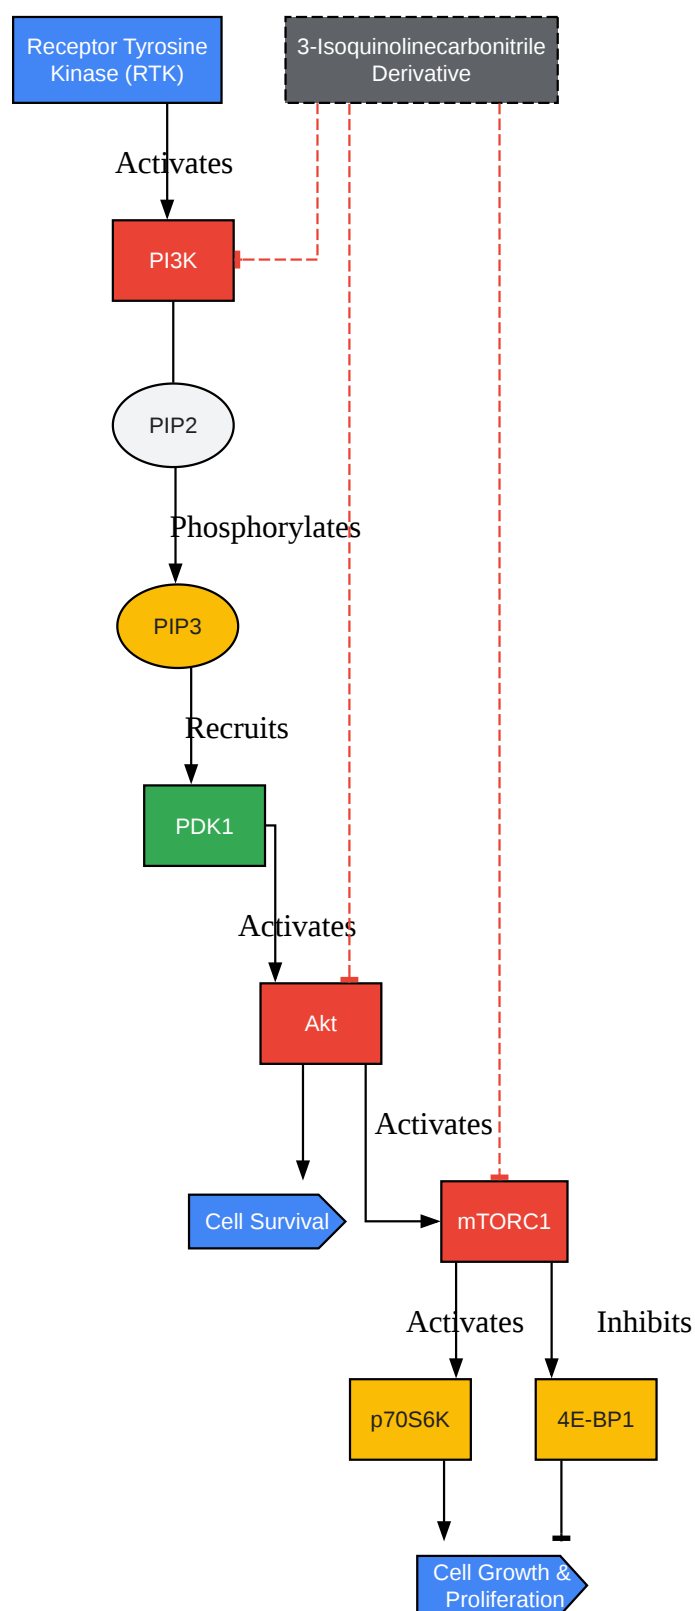 Receptor Tyrosine
Kinase (RTK)
3-Isoquinolinecarbonitrile
Derivative
Activates
PI3K
PIP2
Phosphorylates
PIP3
Recruits
PDK1
Activates
Akt
Activates
Cell Survival
mTORC1
Activates
Inhibits
p70S6K
4E-BP1
Cell Growth &
Proliferation